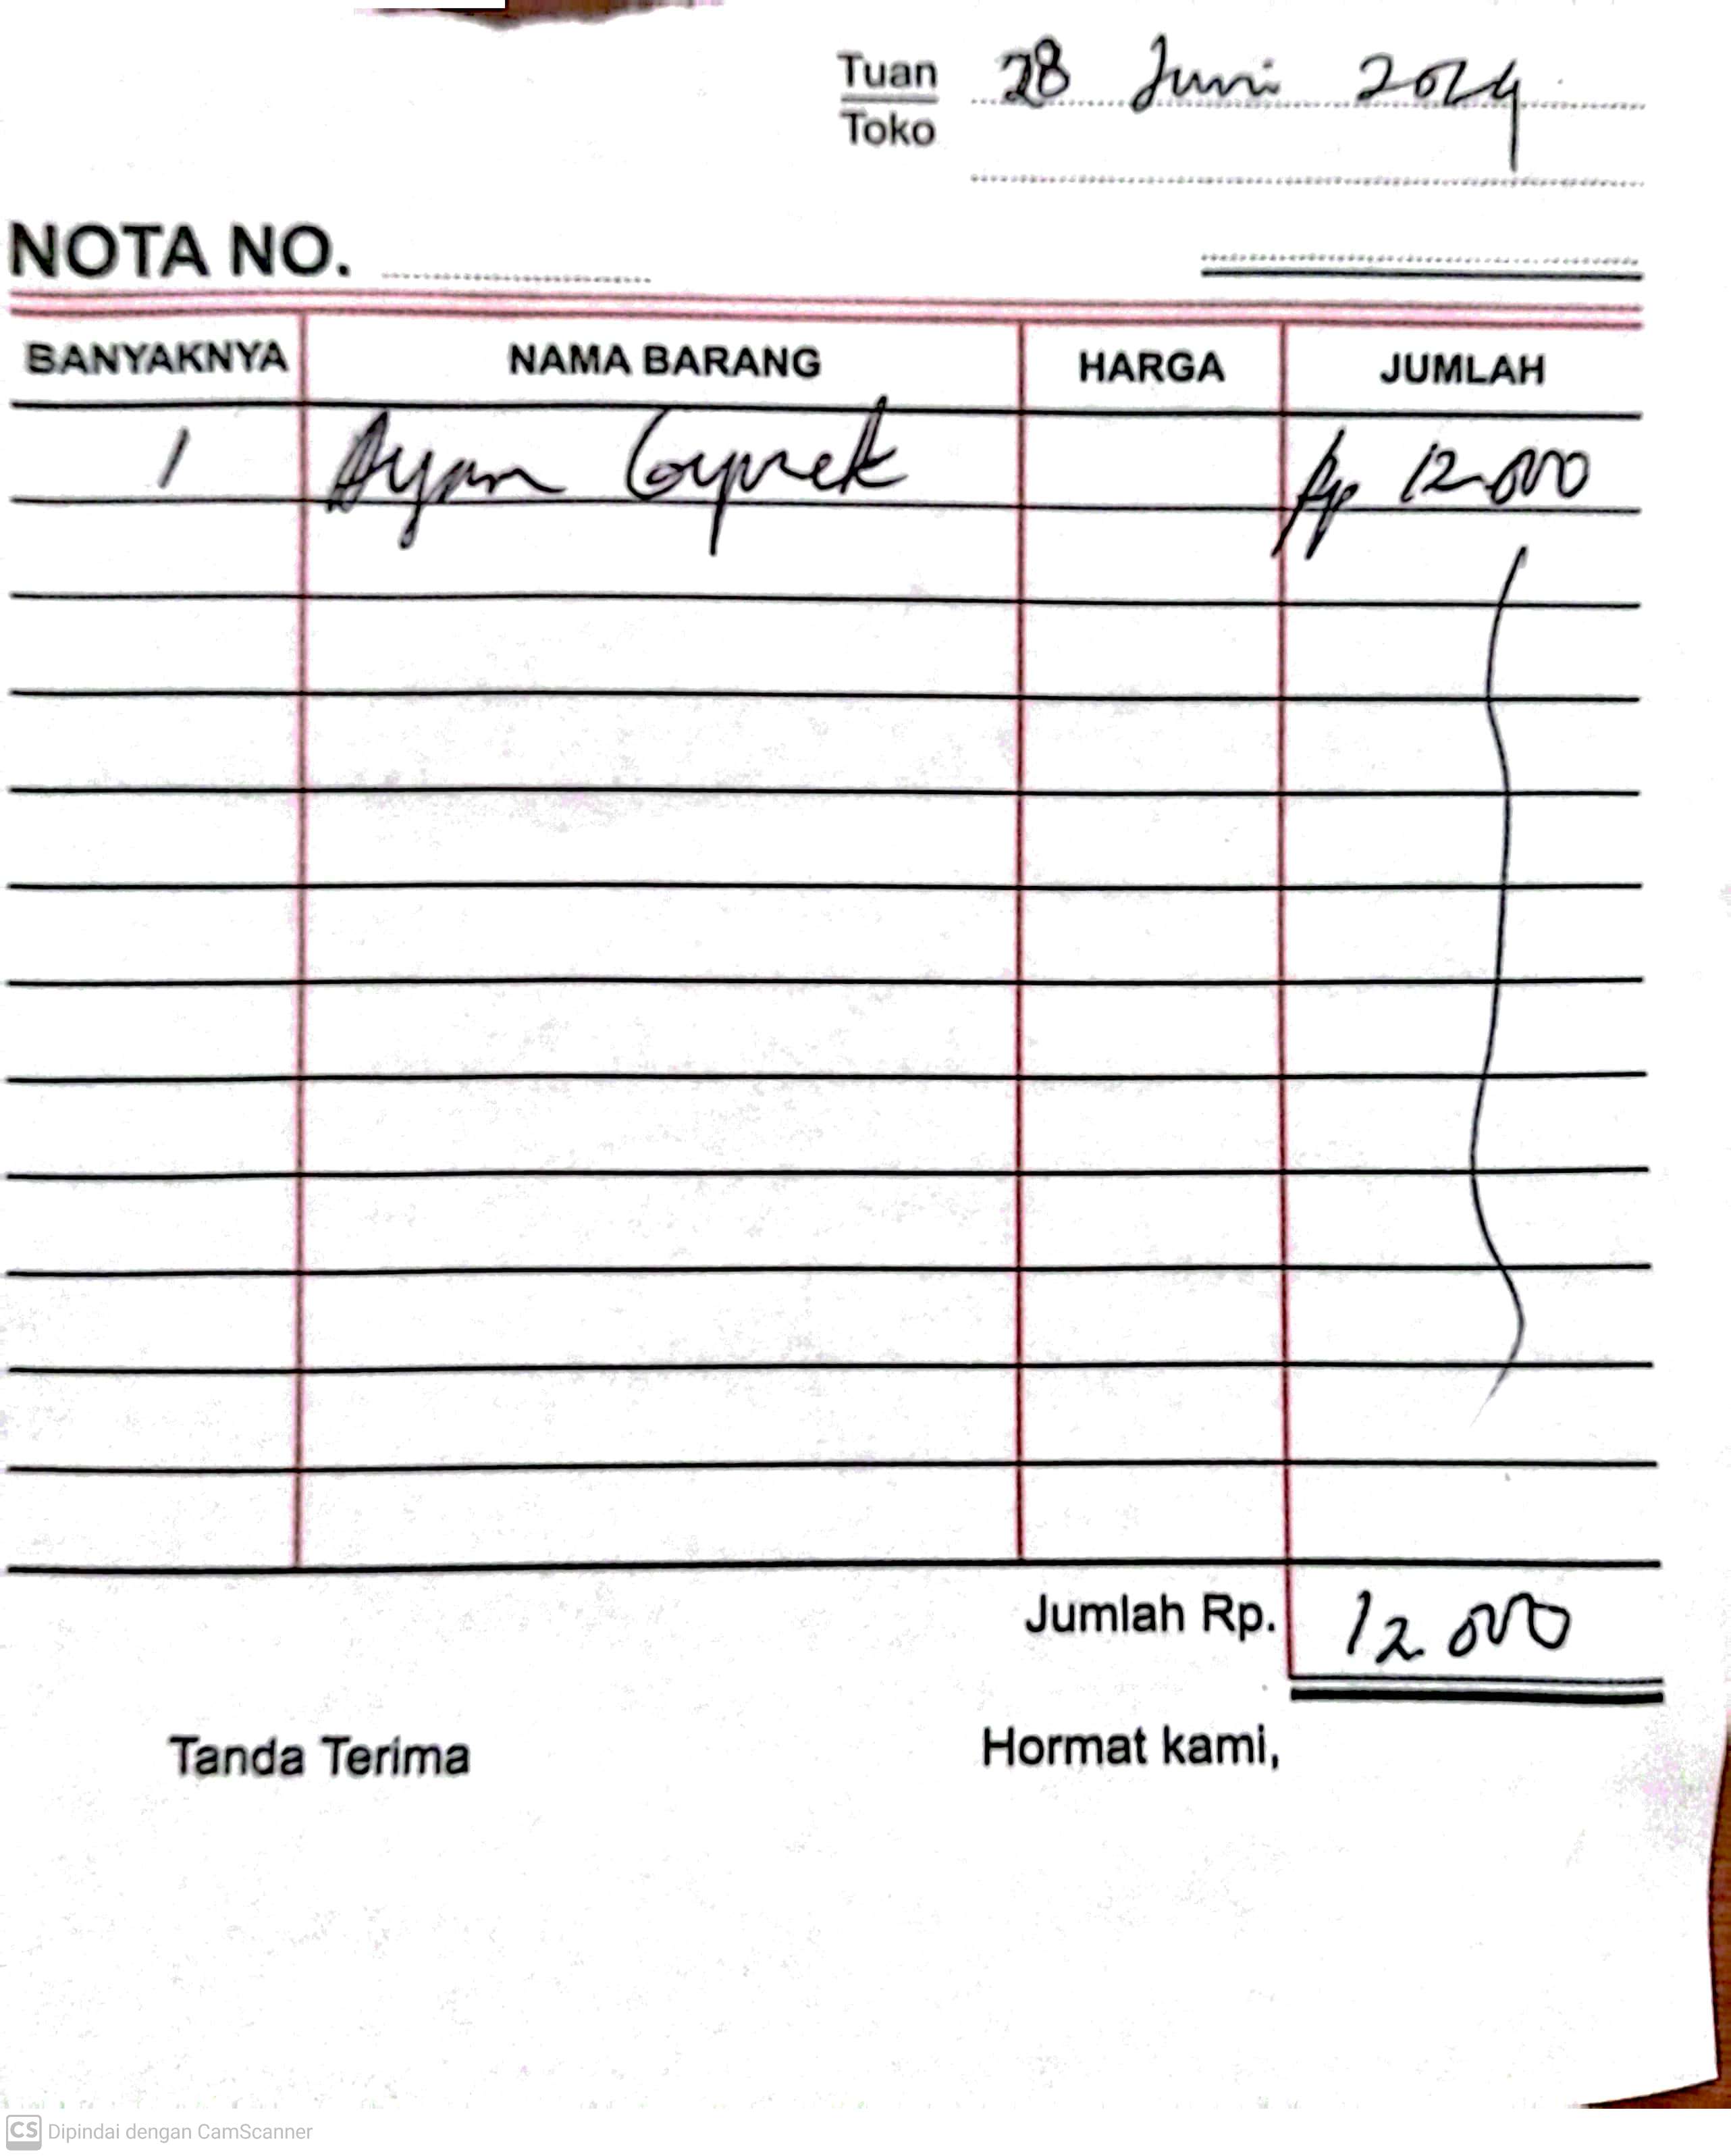 Tuan 28 Juni 2024
Toko
NOTA NO.
BANYAKNYA NAMA BARANG HARGA JUMLAH
1 Ayam Geprek Rp 12.000
Jumlah Rp. 12.000
Tanda Terima Hormat kami,
CS Dipindai dengan CamScanner